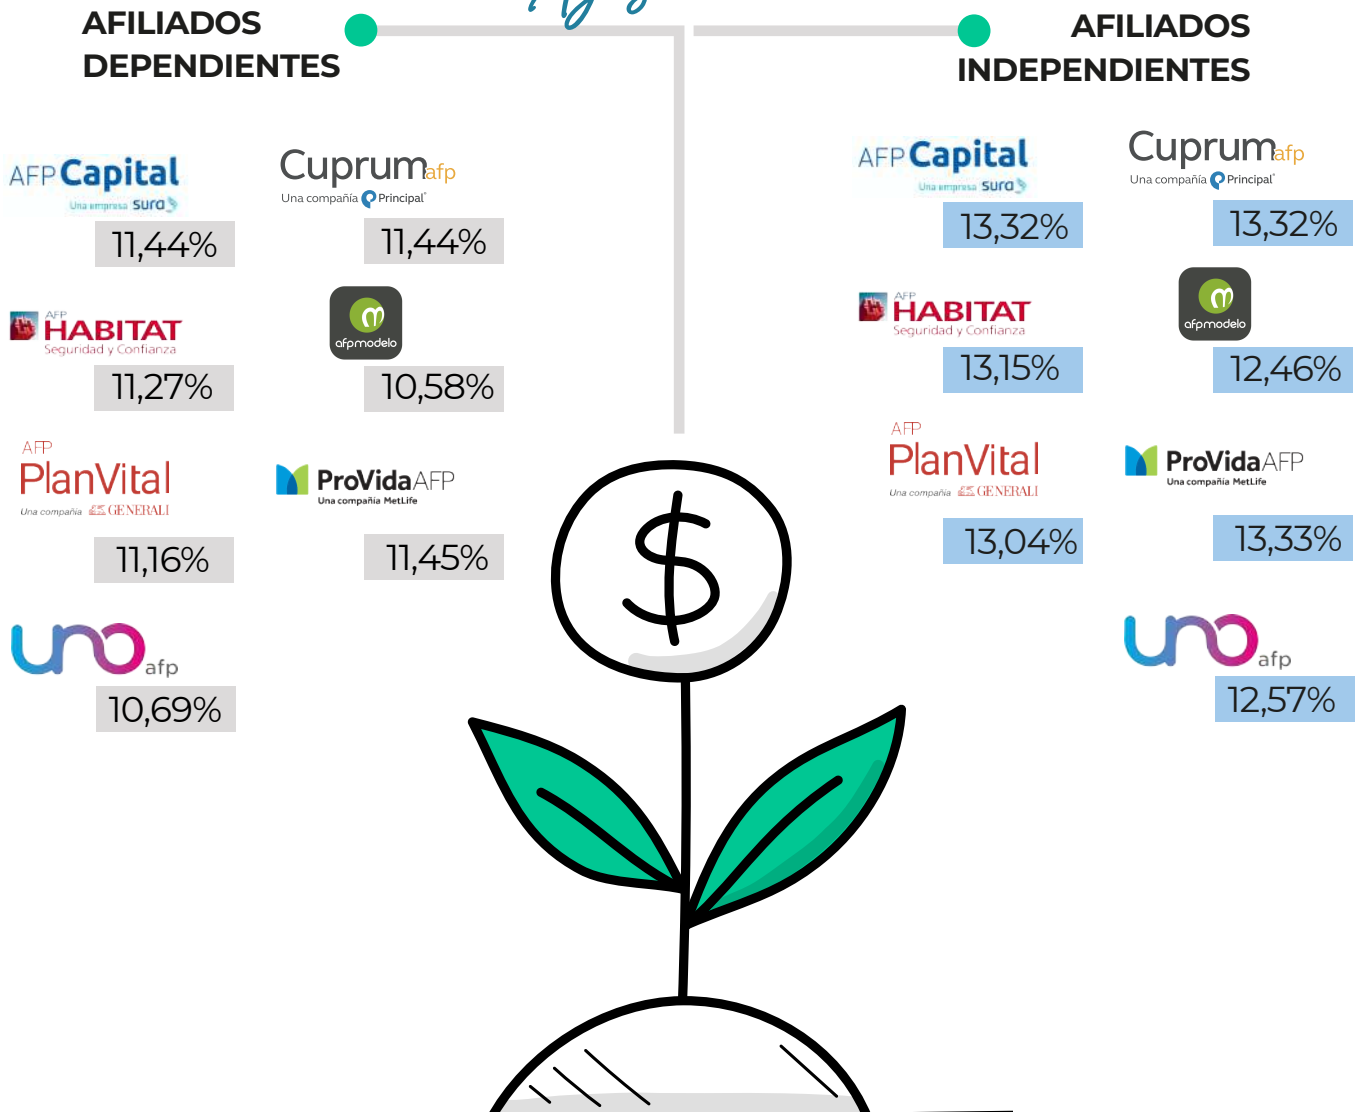 AFILIADOS
DEPENDIENTES
AFP Capital
Una empresa sura
11,44%
Cuprum afp
Una compañía Principal
11,44%
AFP
HABITAT
Seguridad y Confianza
11,27%
afpmodelo
10,58%
AFP
PlanVital
Una compañía GENERALI
11,16%
ProVida AFP
Una compañía MetLife
11,45%
uno afp
10,69%
AFILIADOS
INDEPENDIENTES
AFP Capital
Una empresa sura
13,32%
Cuprum afp
Una compañía Principal
13,32%
AFP
HABITAT
Seguridad y Confianza
13,15%
afpmodelo
12,46%
AFP
PlanVital
Una compañía GENERALI
13,04%
ProVida AFP
Una compañía MetLife
13,33%
uno afp
12,57%
$